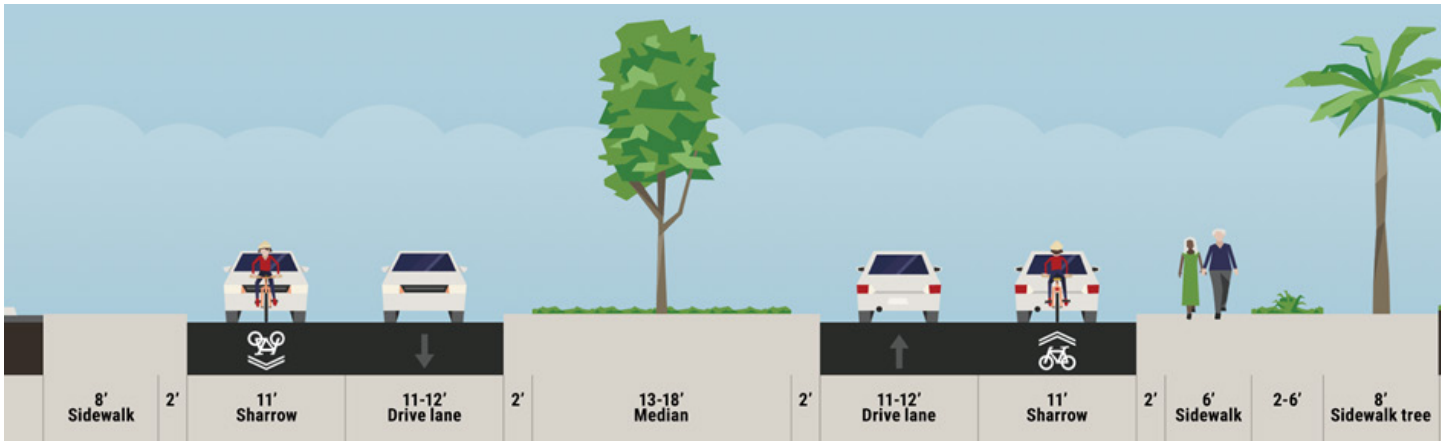 8’
Sidewalk
2’
11’
Sharrow
11-12’
Drive lane
2’
13-18’
Median
2’
11-12’
Drive lane
11’
Sharrow
2’
6’
Sidewalk
2-6’
8’
Sidewalk tree